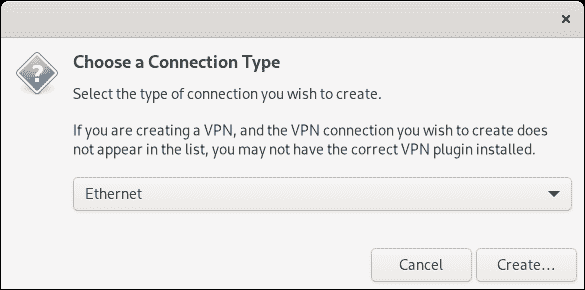 Choose a Connection Type
Select the type of connection you wish to create.
If you are creating a VPN, and the VPN connection you wish to create does
not appear in the list, you may not have the correct VPN plugin installed.
Ethernet
Cancel
Create...